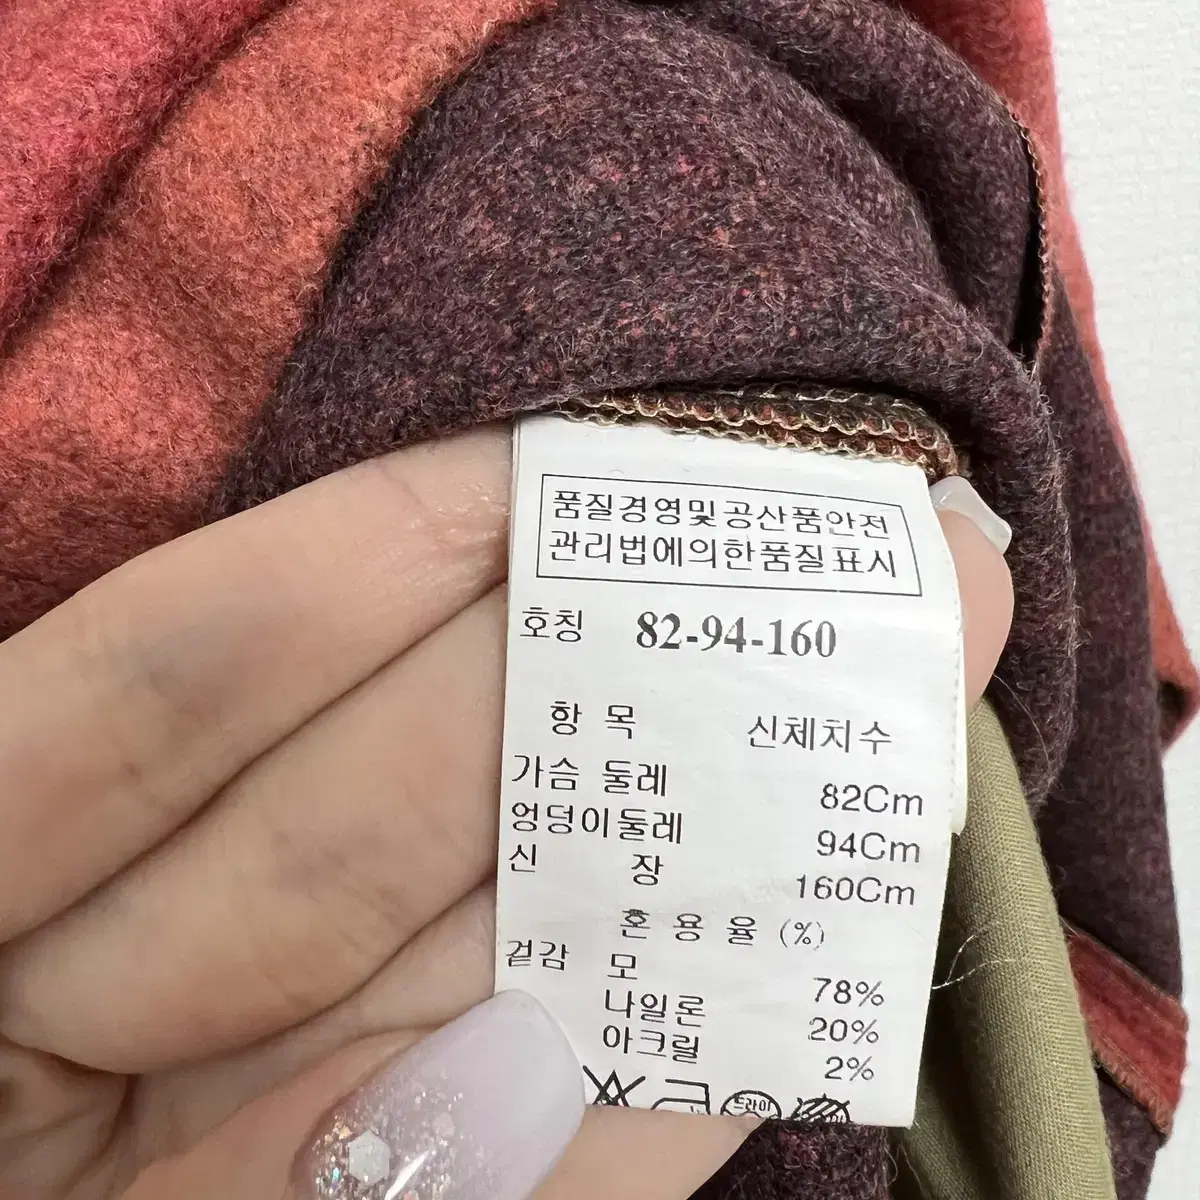 품질경영및공산품안전
관리법에의한품질표시
호칭 82-94-160
항 목 신체치수
가슴 둘레 82Cm
엉덩이둘레 94Cm
신 장 160Cm
혼 용 율 (%)
겉감 모 78%
나일론 20%
아크릴 2%
드라이